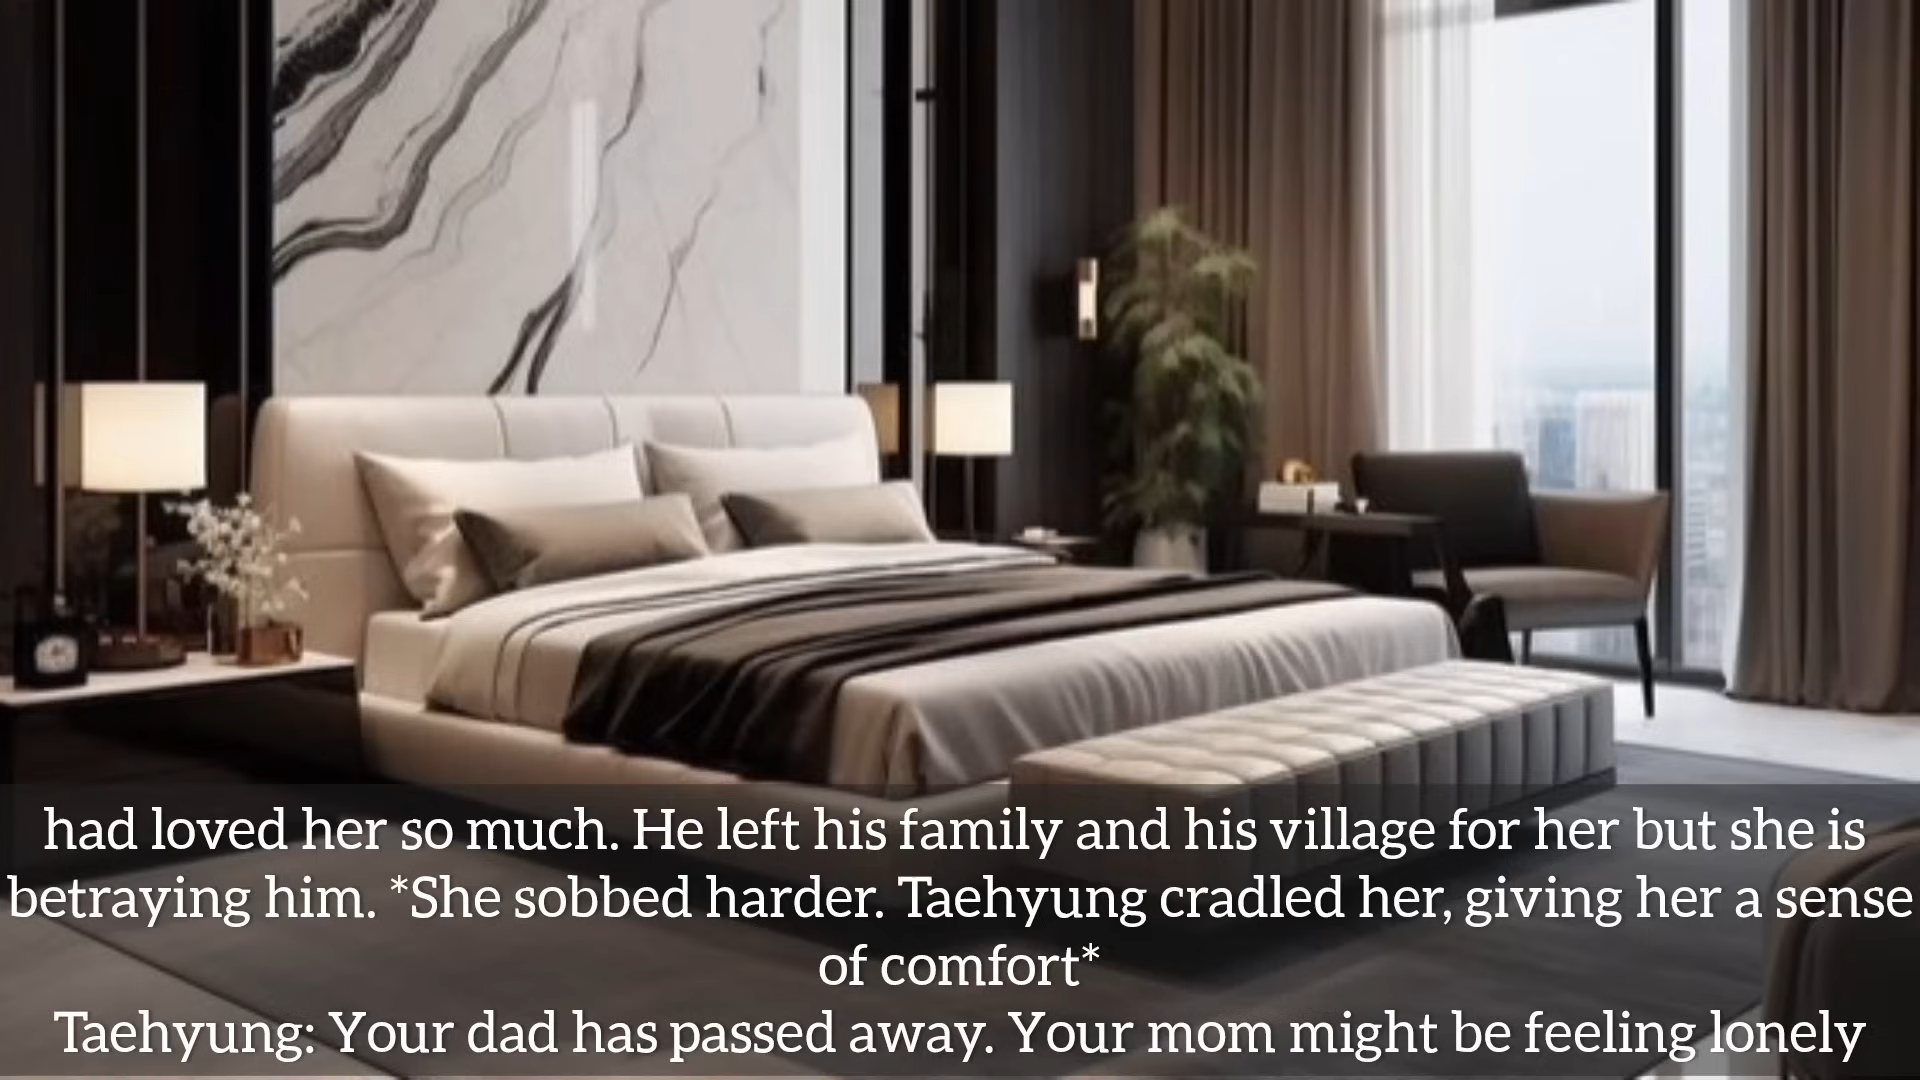 had loved her so much. He left his family and his village for her but she is
betraying him. *She sobbed harder. Taehyung cradled her, giving her a sense
of comfort*
Taehyung: Your dad has passed away. Your mom might be feeling lonely